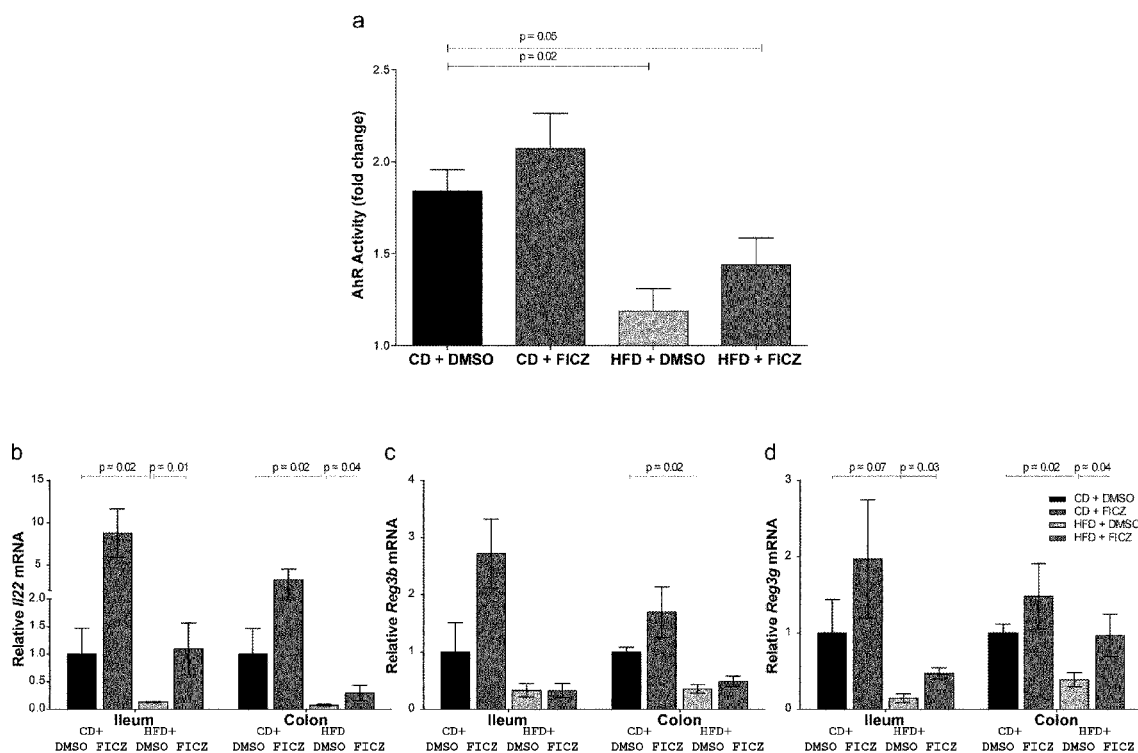 a
p = 0.05
p = 0.02
AhR Activity (fold change)
2.5
2.0
1.5
1.0
CD + DMSO CD + FICZ HFD + DMSO HFD + FICZ
b
p = 0.02 p = 0.01 p = 0.02 p = 0.04
Relative Il22 mRNA
15
10
5
1.0
0.5
0.0
Ileum Colon
CD+ HFD+ CD+ HFD
DMSO FICZ DMSO FICZ DMSO FICZ DMSO FICZ
c
p = 0.02
Relative Reg3b mRNA
4
3
2
1
0
Ileum Colon
CD+ HFD+ CD+ HFD+
DMSO FICZ DMSO FICZ DMSO FICZ DMSO FICZ
d
p = 0.07 p = 0.03 p = 0.02 p = 0.04
Relative Reg3g mRNA
3
2
1
0
CD + DMSO
CD + FICZ
HFD + DMSO
HFD + FICZ
Ileum Colon
CD+ HFD+ CD+ HFD+
DMSO FICZ DMSO FICZ DMSO FICZ DMSO FICZ